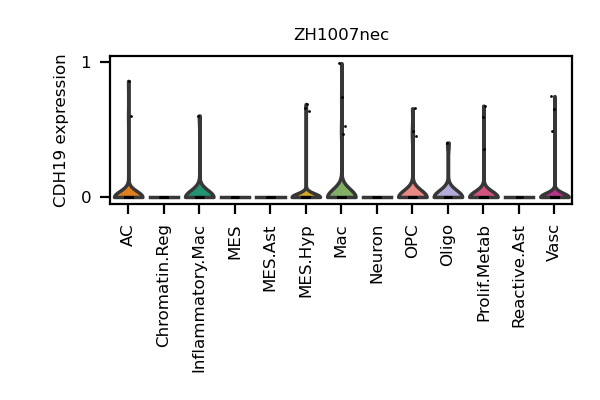 ZH1007nec
CDH19 expression
1
0
AC
Chromatin.Reg
Inflammatory.Mac
MES
MES.Ast
MES.Hyp
Mac
Neuron
OPC
Oligo
Prolif.Metab
Reactive.Ast
Vasc